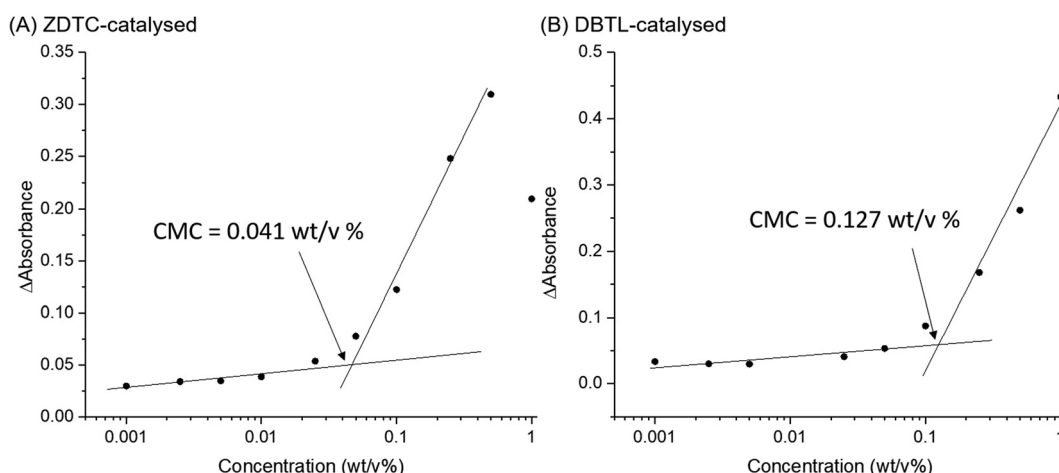 (A) ZDTC-catalysed
0.35
0.30
0.25
0.20
0.15
0.10
0.05
0.00
ΔAbsorbance
CMC = 0.041 wt/v %
0.001
0.01
0.1
1
Concentration (wt/v%)
(B) DBTL-catalysed
0.5
0.4
0.3
0.2
0.1
0.0
ΔAbsorbance
CMC = 0.127 wt/v %
0.001
0.01
0.1
1
Concentration (wt/v%)